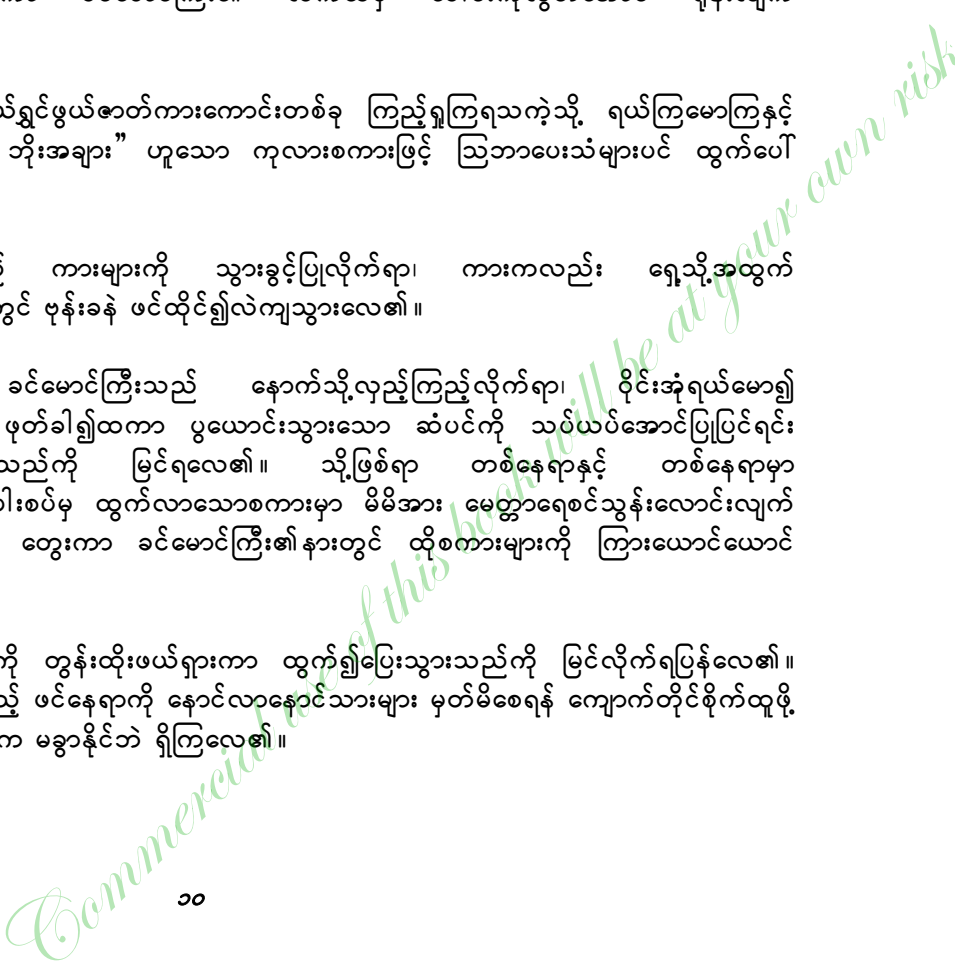 ယ်ရွှင်ဖွယ်ဇာတ်ကားကောင်းတစ်ခု ကြည့်ရှုကြရသကဲ့သို့ ရယ်ကြမောကြနှင့်
ဘိုးအချား” ဟူသော ကုလားစကားဖြင့် ဩဘာပေးသံများပင် ထွက်ပေါ်
ကားများကို သွားခွင့်ပြုလိုက်ရာ၊ ကားကလည်း ရှေ့သို့အထွက်
တွင် ဗုန်းခနဲ ဖင်ထိုင်၍လဲကျသွားလေ၏။
ခင်မောင်ကြီးသည် နောက်သို့လှည့်ကြည့်လိုက်ရာ၊ ဝိုင်းအုံရယ်မော၍
ဖုတ်ခါ၍ထကာ ပွယောင်းသွားသော ဆံပင်ကို သပ်ယပ်အောင်ပြုပြင်ရင်း
သည်ကို မြင်ရလေ၏။ သို့ဖြစ်ရာ တစ်နေရာနှင့် တစ်နေရာမှာ
ပါးစပ်မှ ထွက်လာသောစကားမှာ မိမိအား မေတ္တာရေစင်သွန်းလောင်းလျက်
တွေးကာ ခင်မောင်ကြီး၏နားတွင် ထိုစကားများကို ကြားယောင်ယောင်
ကို တွန်းထိုးဖယ်ရှားကာ ထွက်၍ပြေးသွားသည်ကို မြင်လိုက်ရပြန်လေ၏။
ည့် ဖင်နေရာကို နောင်လာနောင်သားများ မှတ်မိစေရန် ကျောက်တိုင်စိုက်ထူဖို့
က မခွာနိုင်ဘဲ ရှိကြလေ၏။
၁၀
Commercial use of this book will be at your own risk